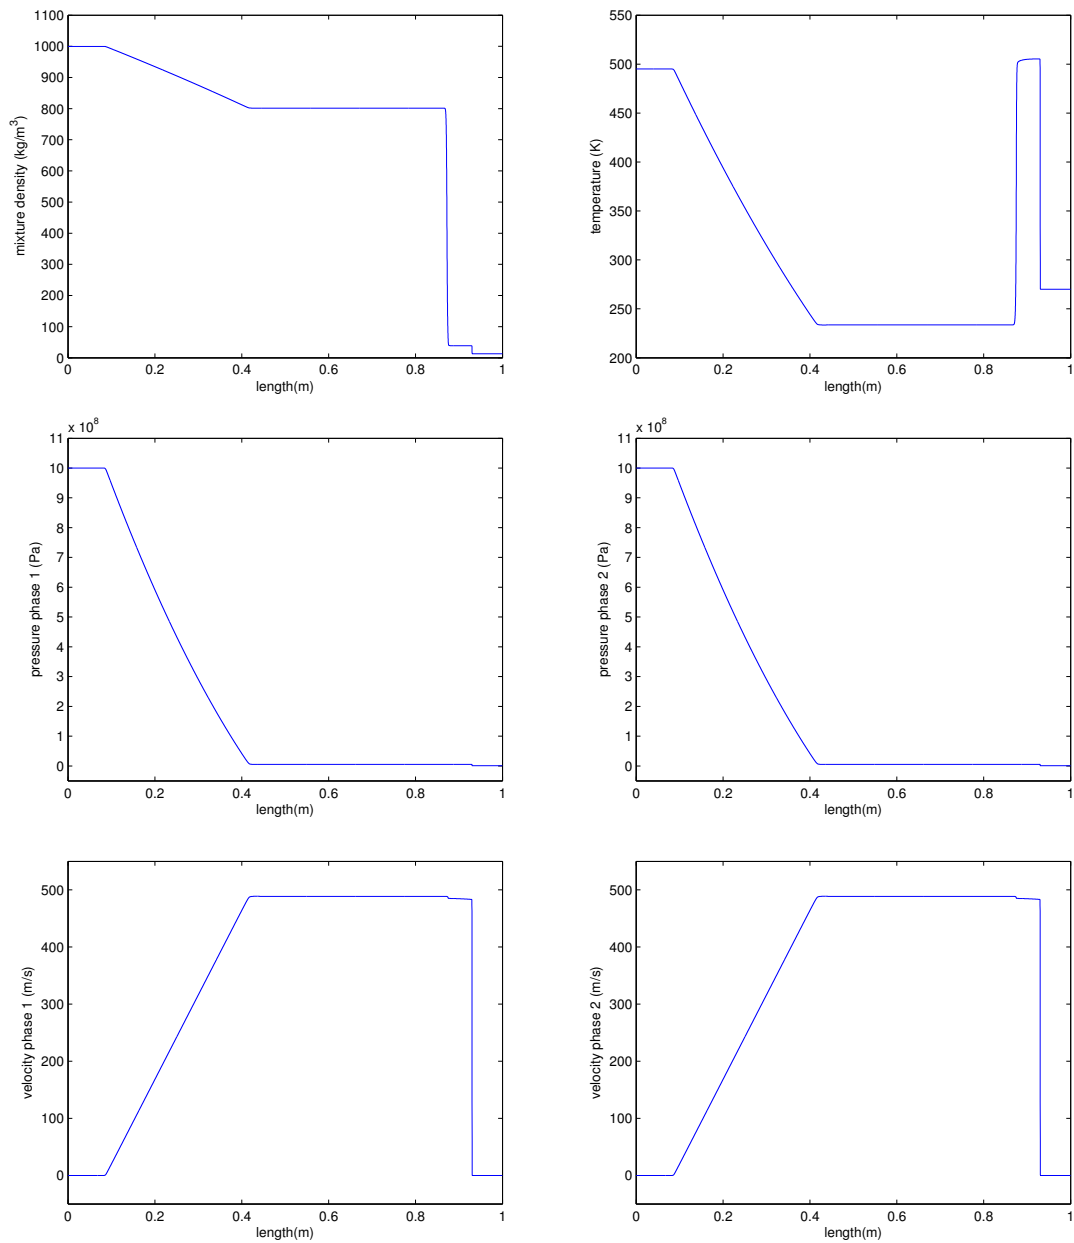 1100
1000
900
800
700
600
500
400
300
200
100
0
mixture density (kg/m³)
0 0.2 0.4 0.6 0.8 1
length(m)
550
500
450
400
350
300
250
200
temperature (K)
0 0.2 0.4 0.6 0.8 1
length(m)
x 10⁸
11
10
9
8
7
6
5
4
3
2
1
0
pressure phase 1 (Pa)
0 0.2 0.4 0.6 0.8 1
length(m)
x 10⁸
11
10
9
8
7
6
5
4
3
2
1
0
pressure phase 2 (Pa)
0 0.2 0.4 0.6 0.8 1
length(m)
500
400
300
200
100
0
velocity phase 1 (m/s)
0 0.2 0.4 0.6 0.8 1
length(m)
500
400
300
200
100
0
velocity phase 2 (m/s)
0 0.2 0.4 0.6 0.8 1
length(m)